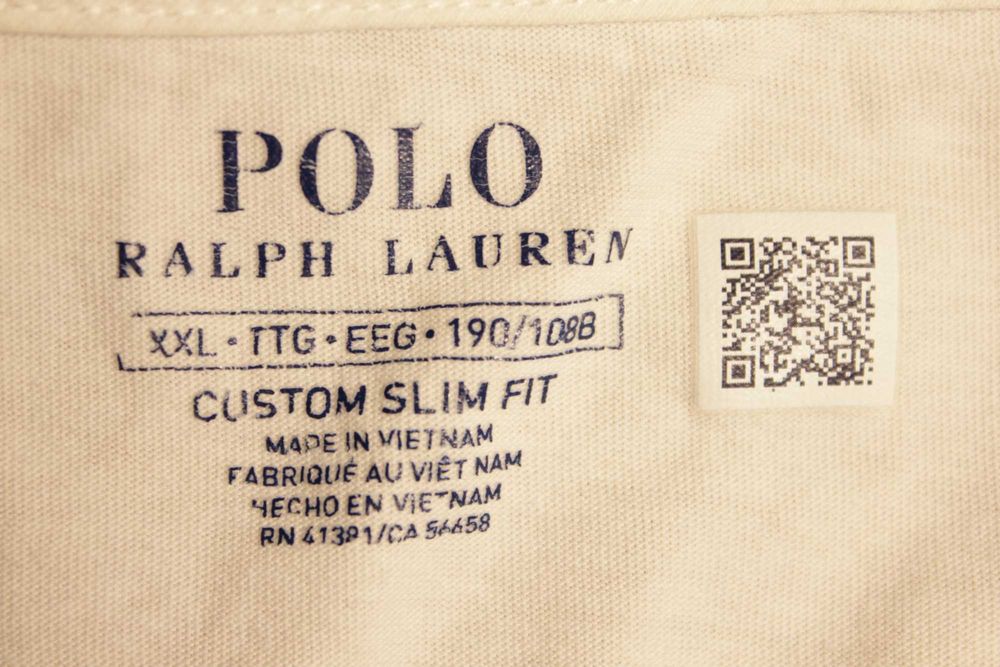 POLO
RALPH LAUREN
XXL • TTG • EEG • 190/108B
CUSTOM SLIM FIT
MADE IN VIETNAM
FABRIQUÉ AU VIÊT NAM
HECHO EN VIETNAM
RN 41381/CA 56658